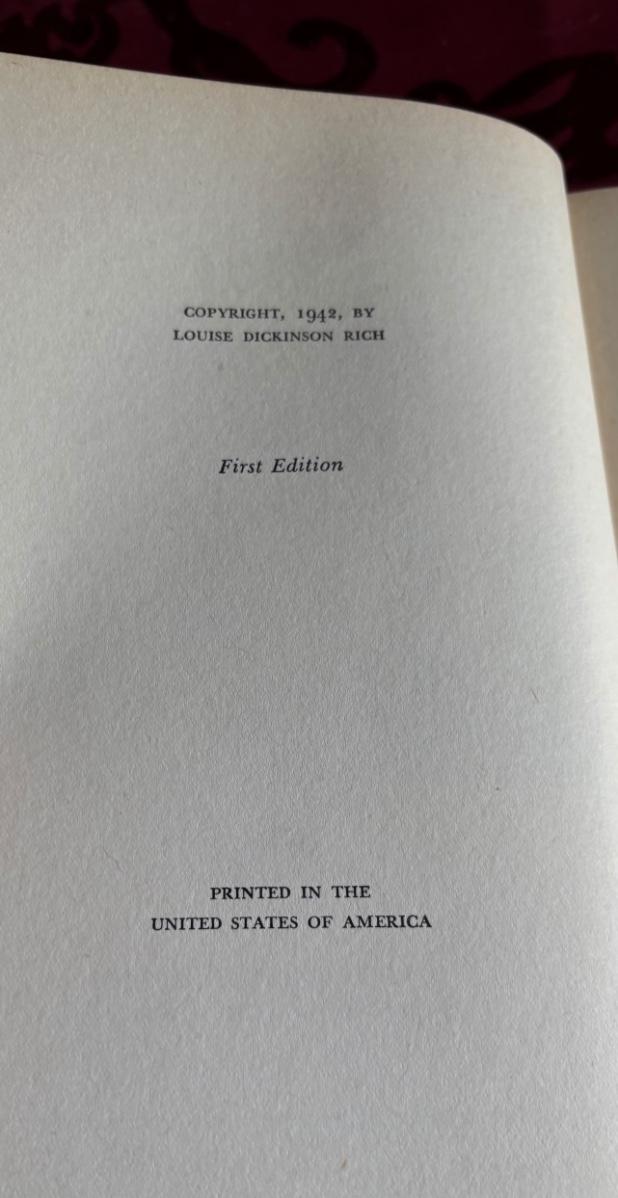 COPYRIGHT, 1942, BY
LOUISE DICKINSON RICH
First Edition
PRINTED IN THE
UNITED STATES OF AMERICA